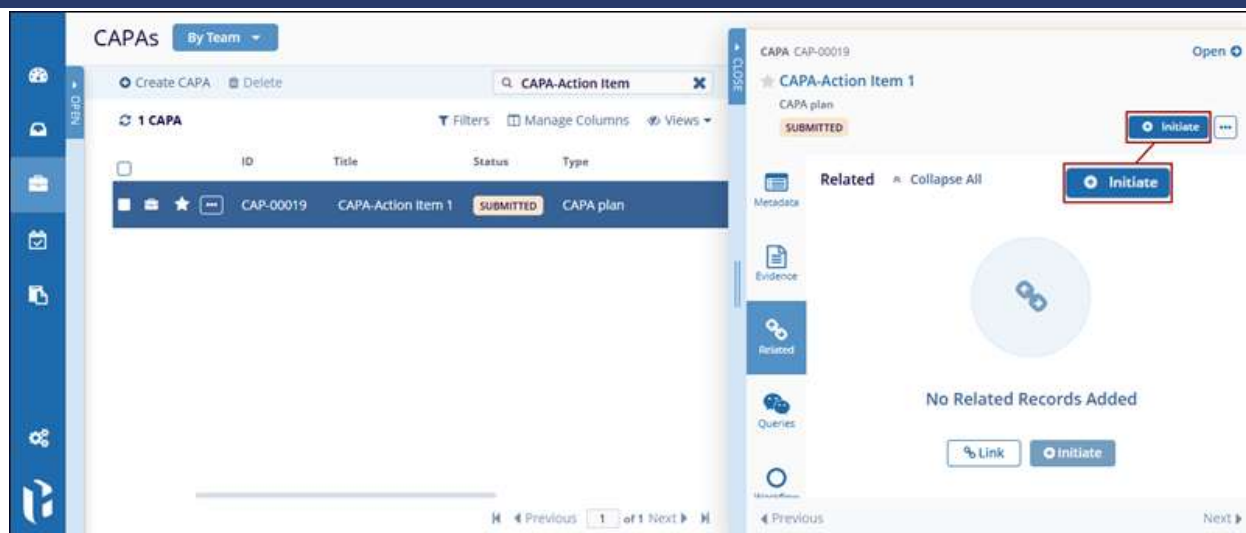 CAPAs By Team
OPEN
Create CAPA Delete
CAPA-Action Item
1 CAPA Filters Manage Columns Views
ID Title Status Type
CAP-00019 CAPA-Action Item 1 SUBMITTED CAPA plan
Previous 1 of 1 Next
CLOSE
CAPA CAP-00019 Open
CAPA-Action Item 1
CAPA plan
SUBMITTED Initiate
Metadata
Evidence
Related
Queries
Workflow
Related Collapse All Initiate
No Related Records Added
Link Initiate
Previous Next